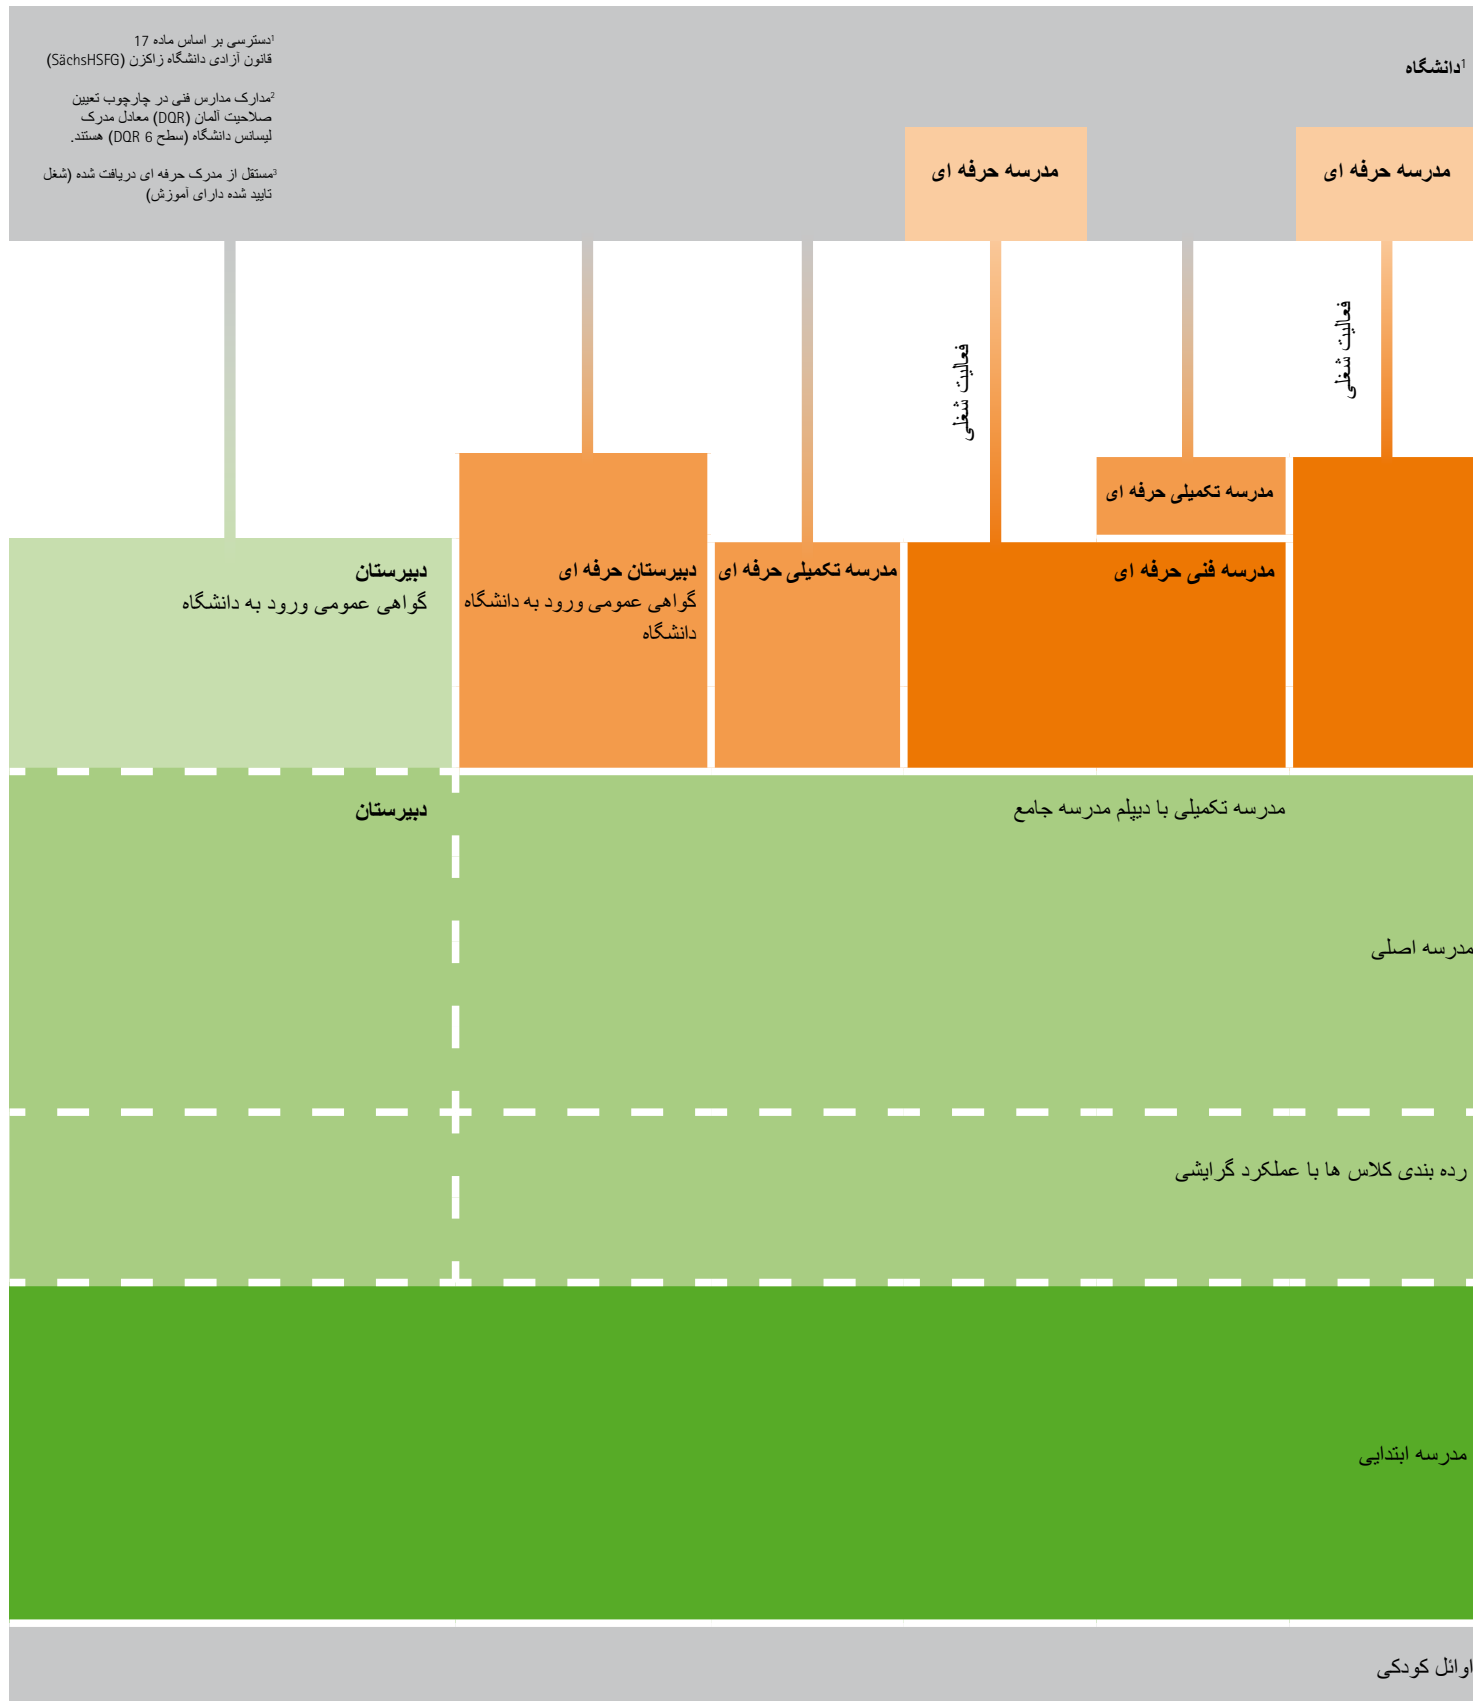 ¹دانشگاه
¹دسترسی بر اساس ماده 17
قانون آزادی دانشگاه زاکزن (SächsHSFG)
²مدارک مدارس فنی در چارچوب تعیین
صلاحیت آلمان (DQR) معادل مدرک
لیسانس دانشگاه (سطح DQR 6) هستند.
³مستقل از مدرک حرفه ای دریافت شده (شغل
تایید شده دارای آموزش)
مدرسه حرفه ای
مدرسه حرفه ای
فعالیت شغلی
فعالیت شغلی
مدرسه تکمیلی حرفه ای
مدرسه فنی حرفه ای
مدرسه تکمیلی حرفه ای
دبیرستان حرفه ای
گواهی عمومی ورود به دانشگاه
دانشگاه
دبیرستان
گواهی عمومی ورود به دانشگاه
مدرسه تکمیلی با دیپلم مدرسه جامع
دبیرستان
مدرسه اصلی
رده بندی کلاس ها با عملکرد گرایشی
مدرسه ابتدایی
اوائل کودکی